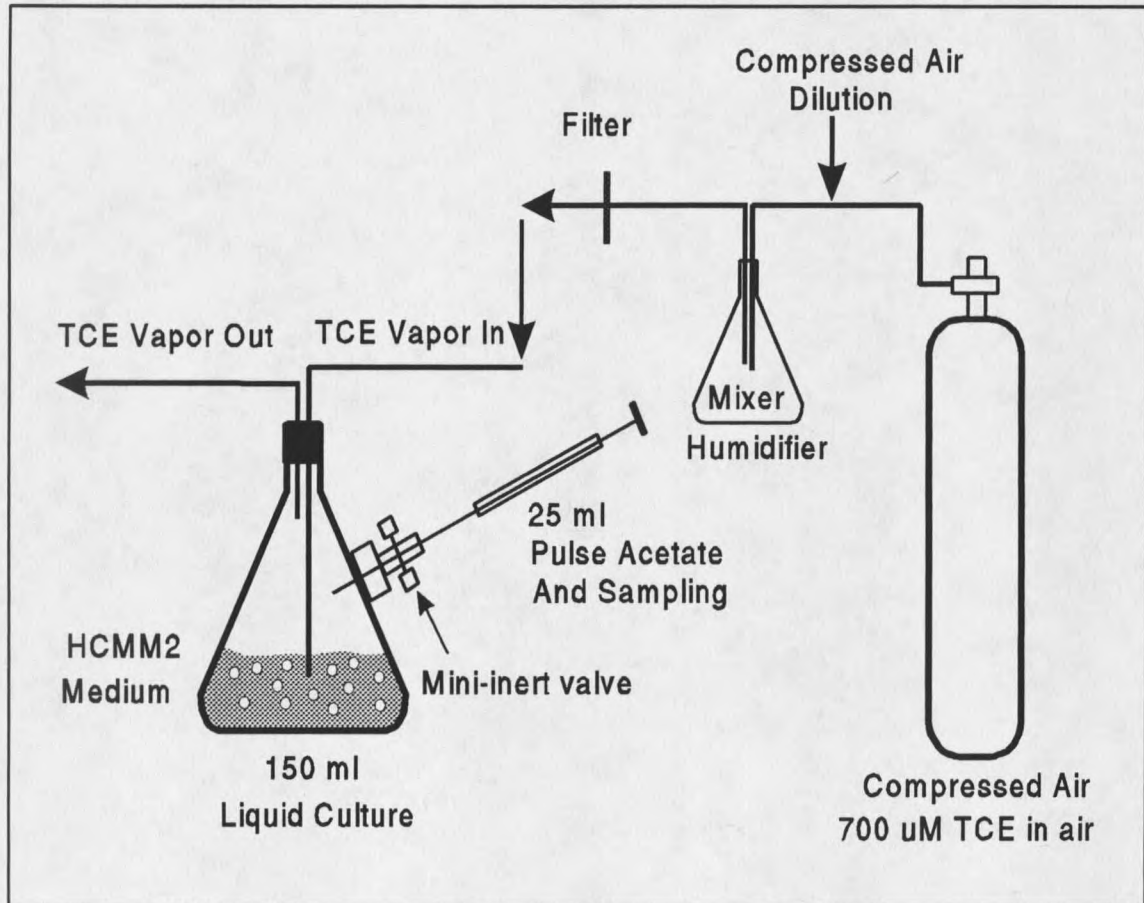 Compressed Air
Dilution
Filter
TCE Vapor Out
TCE Vapor In
Mixer
Humidifier
25 ml
Pulse Acetate
And Sampling
HCMM2
Medium
Mini-inert valve
150 ml
Liquid Culture
Compressed Air
700 uM TCE in air